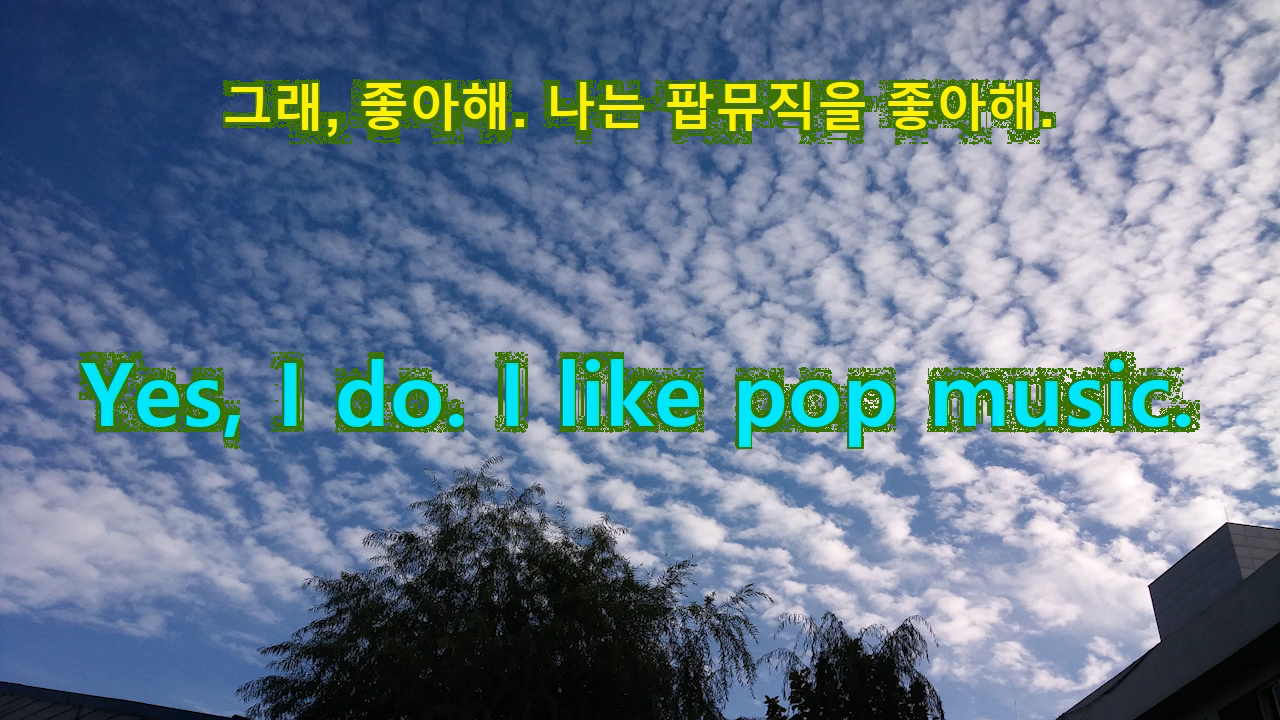 그래, 좋아해. 나는 팝뮤직을 좋아해.
Yes, I do. I like pop music.